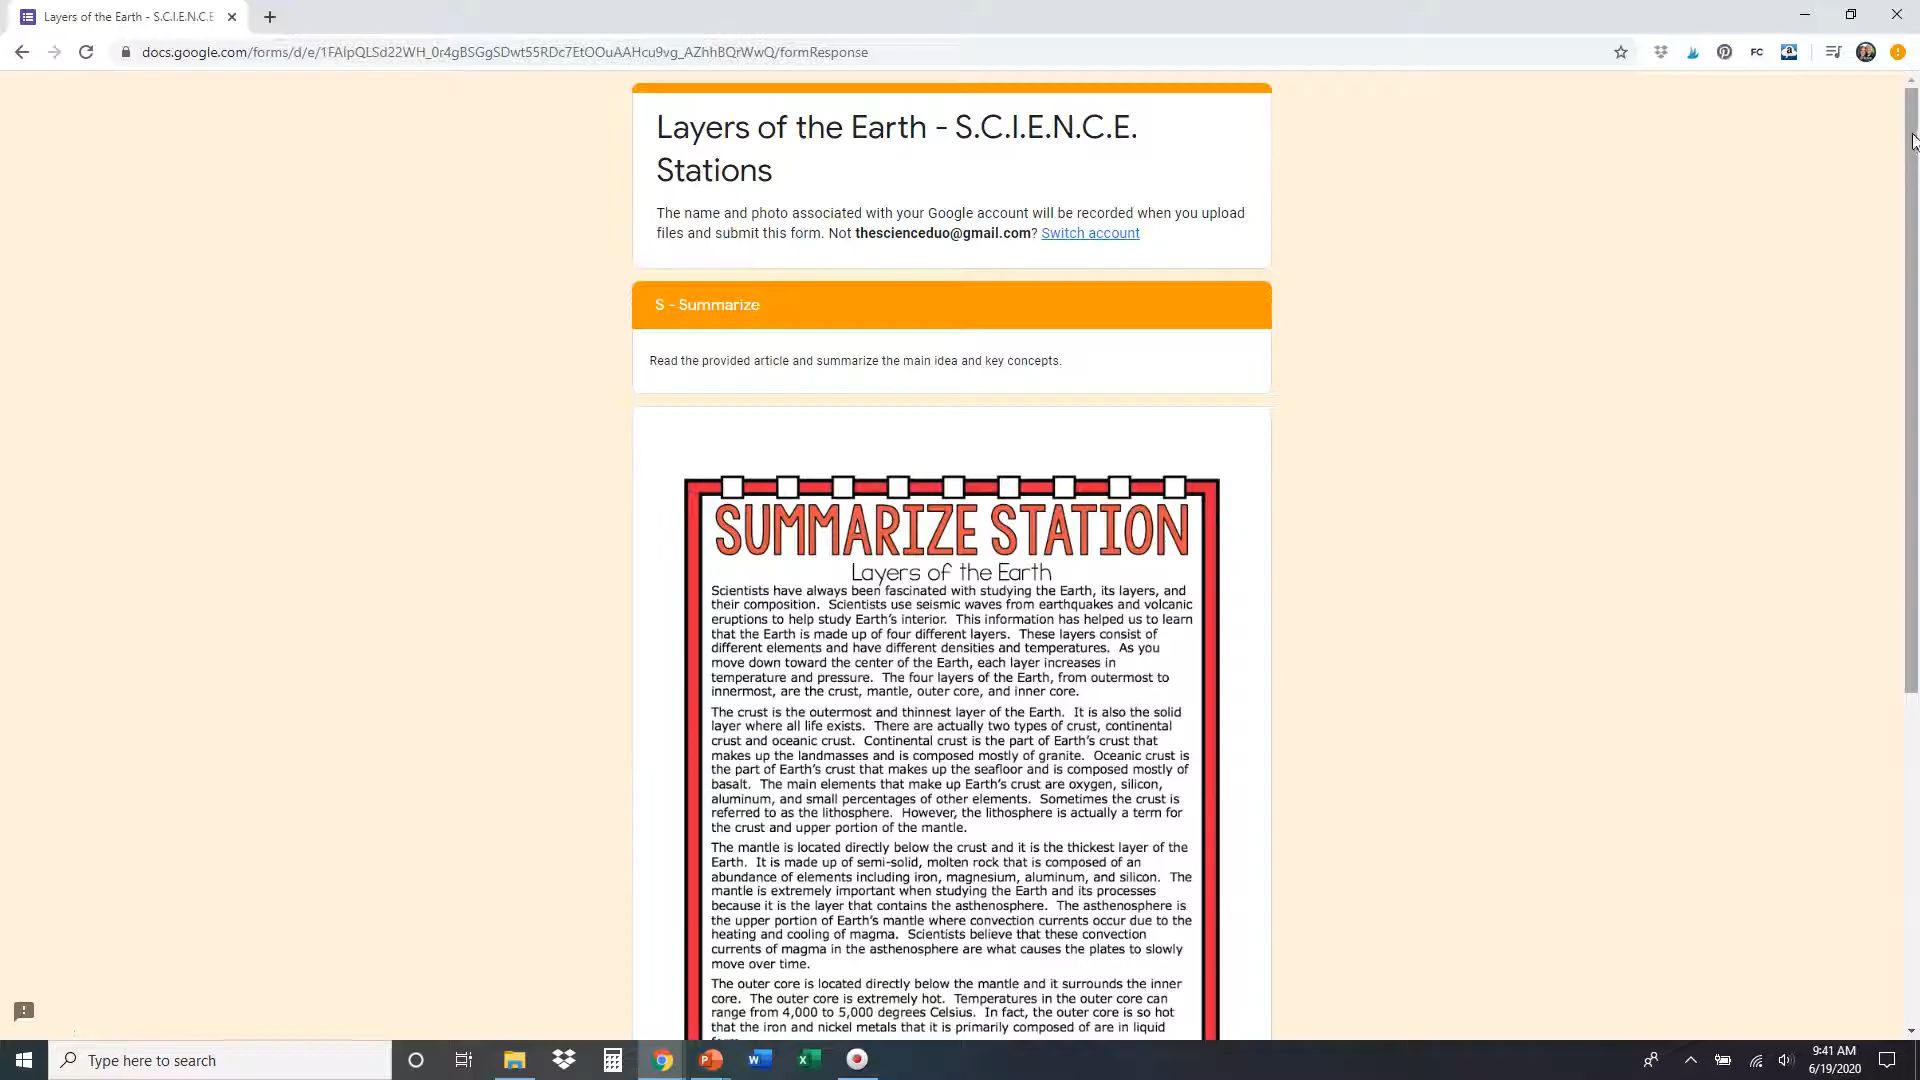 Layers of the Earth - S.C.I.E.N.C.E
docs.google.com/forms/d/e/1FAIpQLSd22WH_0r4gBSGgSDwt55RDc7EtOOuAAHcu9vg_AZhhBQrWwQ/formResponse
FC
a
Layers of the Earth - S.C.I.E.N.C.E.
Stations
The name and photo associated with your Google account will be recorded when you upload
files and submit this form. Not thescienceduo@gmail.com? Switch account
S - Summarize
Read the provided article and summarize the main idea and key concepts.
SUMMARIZE STATION
Layers of the Earth
Scientists have always been fascinated with studying the Earth, its layers, and
their composition. Scientists use seismic waves from earthquakes and volcanic
eruptions to help study Earth's interior. This information has helped us to learn
that the Earth is made up of four different layers. These layers consist of
different elements and have different densities and temperatures. As you
move down toward the center of the Earth, each layer increases in
temperature and pressure. The four layers of the Earth, from outermost to
innermost, are the crust, mantle, outer core, and inner core.
The crust is the outermost and thinnest layer of the Earth. It is also the solid
layer where all life exists. There are actually two types of crust, continental
crust and oceanic crust. Continental crust is the part of Earth's crust that
makes up the landmasses and is composed mostly of granite. Oceanic crust is
the part of Earth's crust that makes up the seafloor and is composed mostly of
basalt. The main elements that make up Earth's crust are oxygen, silicon,
aluminum, and small percentages of other elements. Sometimes the crust is
referred to as the lithosphere. However, the lithosphere is actually a term for
the crust and upper portion of the mantle.
The mantle is located directly below the crust and it is the thickest layer of the
Earth. It is made up of semi-solid, molten rock that is composed of an
abundance of elements including iron, magnesium, aluminum, and silicon. The
mantle is extremely important when studying the Earth and its processes
because it is the layer that contains the asthenosphere. The asthenosphere is
the upper portion of Earth's mantle where convection currents occur due to the
heating and cooling of magma. Scientists believe that these convection
currents of magma in the asthenosphere are what causes the plates to slowly
move over time.
The outer core is located directly below the mantle and it surrounds the inner
core. The outer core is extremely hot. Temperatures in the outer core can
range from 4,000 to 5,000 degrees Celsius. In fact, the outer core is so hot
that the iron and nickel metals that it is primarily composed of are in liquid
Type here to search
9:41 AM
6/19/2020